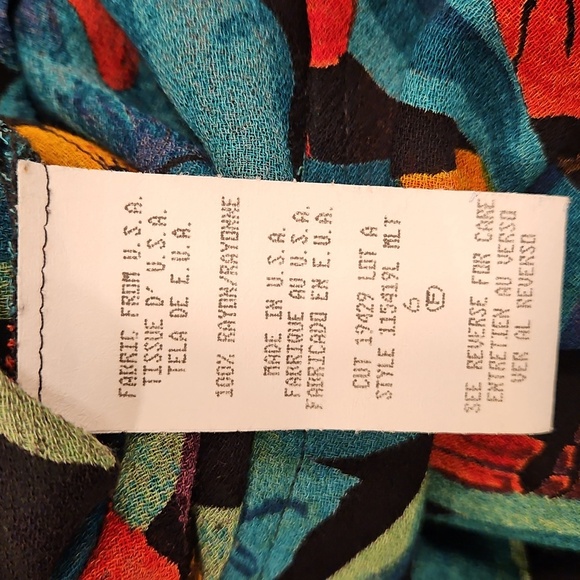 FABRIC FROM U.S.A.
TISSUE D' U.S.A.
TELA DE E.U.A.
100% RAYON/RAYONNE
MADE IN U.S.A.
FABRIQUE AU U.S.A.
FABRICADO EN E.U.A.
CUT 19429 LOT A
STYLE 115419L MLT
6
E
SEE REVERSE FOR CARE
ENTRETIEN AU VERSO
VER AL REVERSO